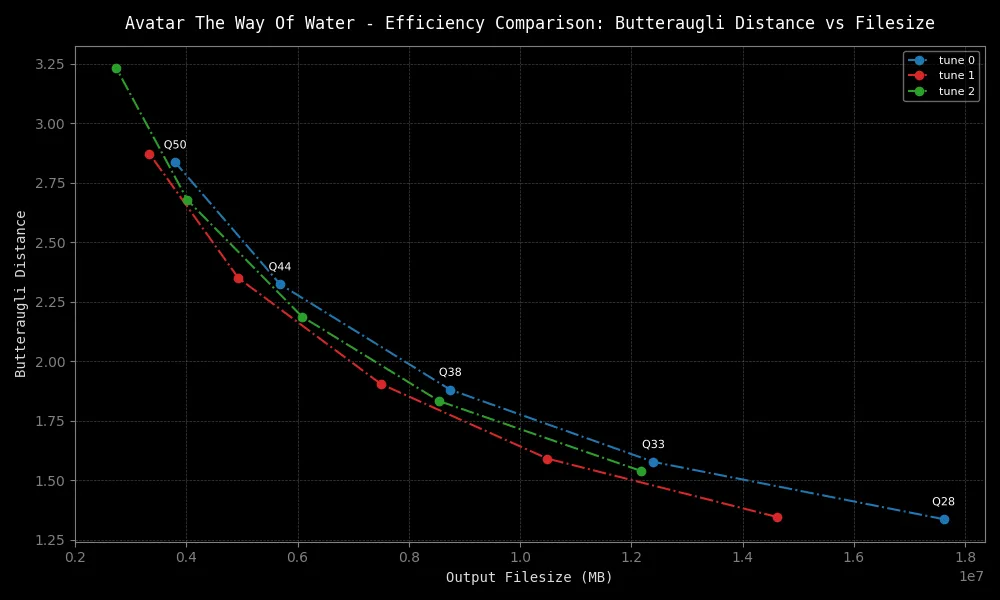 Avatar The Way Of Water - Efficiency Comparison: Butteraugli Distance vs Filesize
tune 0
tune 1
tune 2
3.25
3.00
2.75
2.50
2.25
2.00
1.75
1.50
1.25
Butteraugli Distance
Q50
Q44
Q38
Q33
Q28
0.2
0.4
0.6
0.8
1.0
1.2
1.4
1.6
1.8
1e7
Output Filesize (MB)